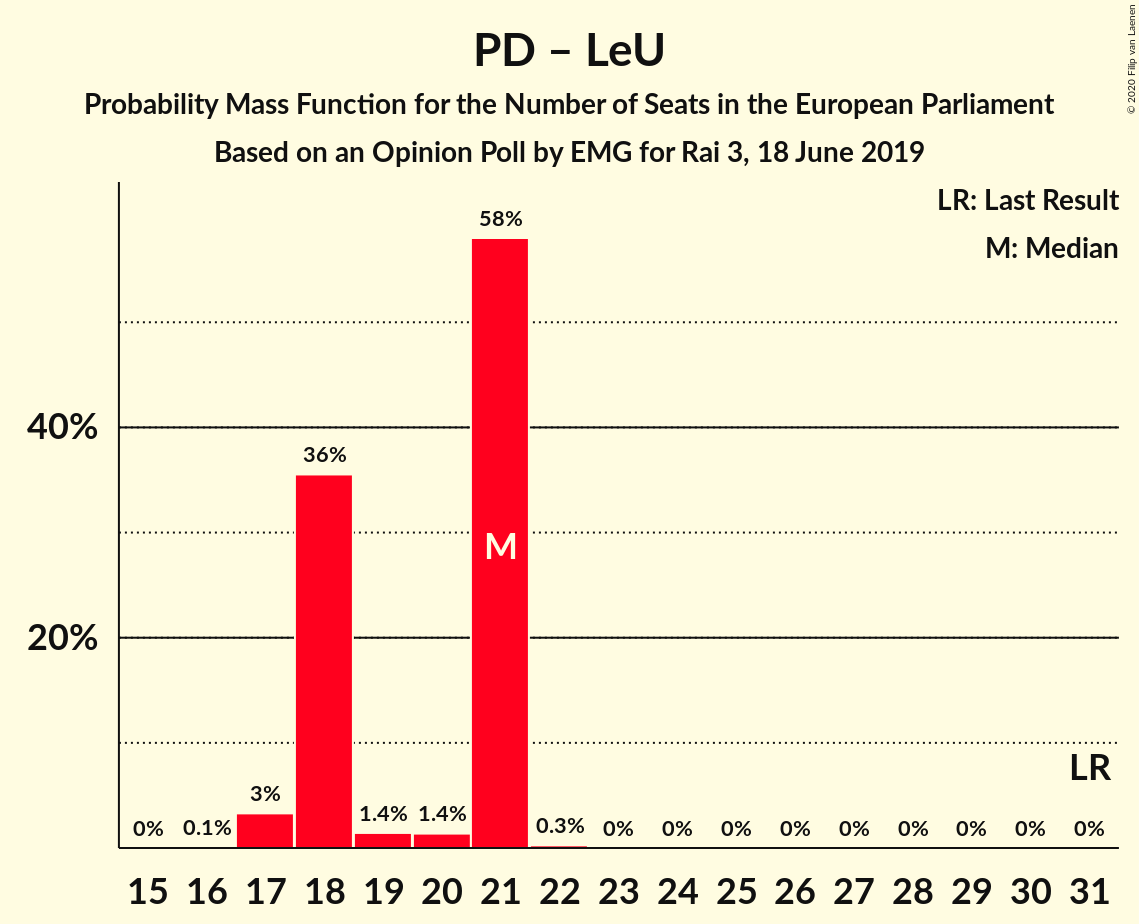 PD – LeU
Probability Mass Function for the Number of Seats in the European Parliament
Based on an Opinion Poll by EMG for Rai 3, 18 June 2019
© 2020 Filip van Laenen
LR: Last Result
M: Median
58%
40%
36%
M
20%
LR
3%
1.4%
1.4%
0%
0.1%
0.3%
0%
0%
0%
0%
0%
0%
0%
0%
0%
15 16 17 18 19 20 21 22 23 24 25 26 27 28 29 30 31